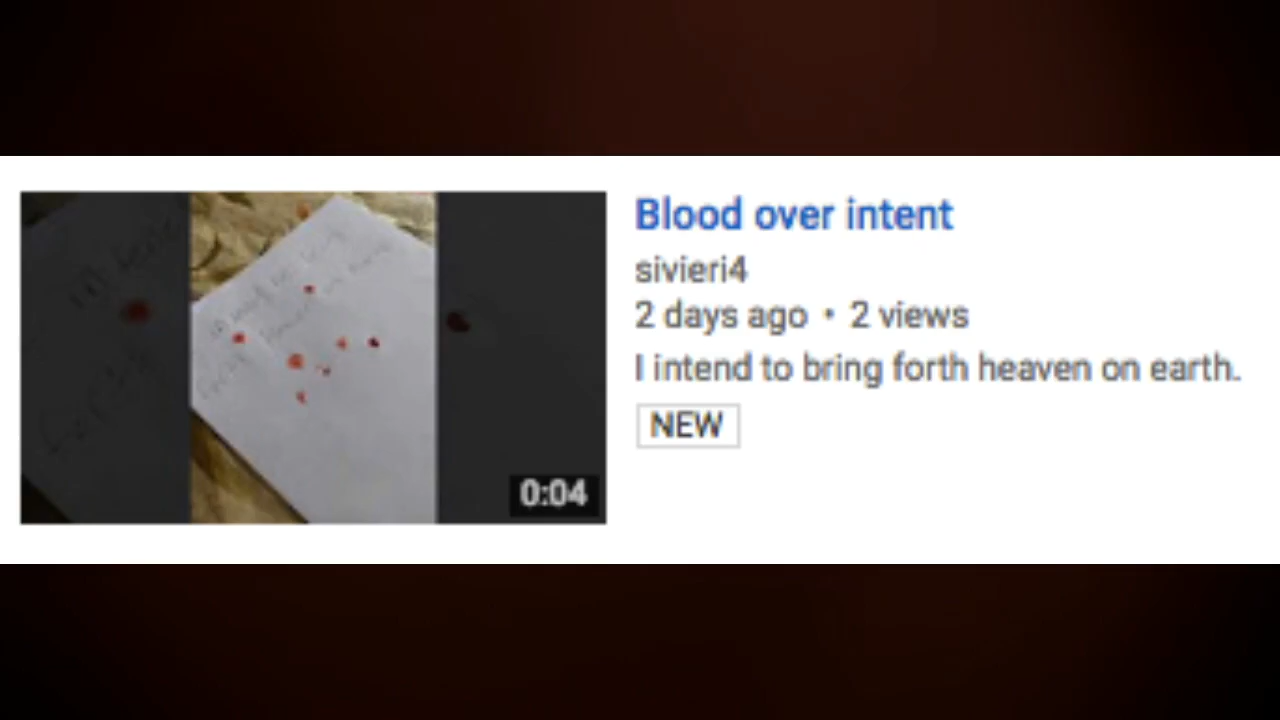 Blood over intent
sivieri4
2 days ago • 2 views
I intend to bring forth heaven on earth.
NEW
0:04